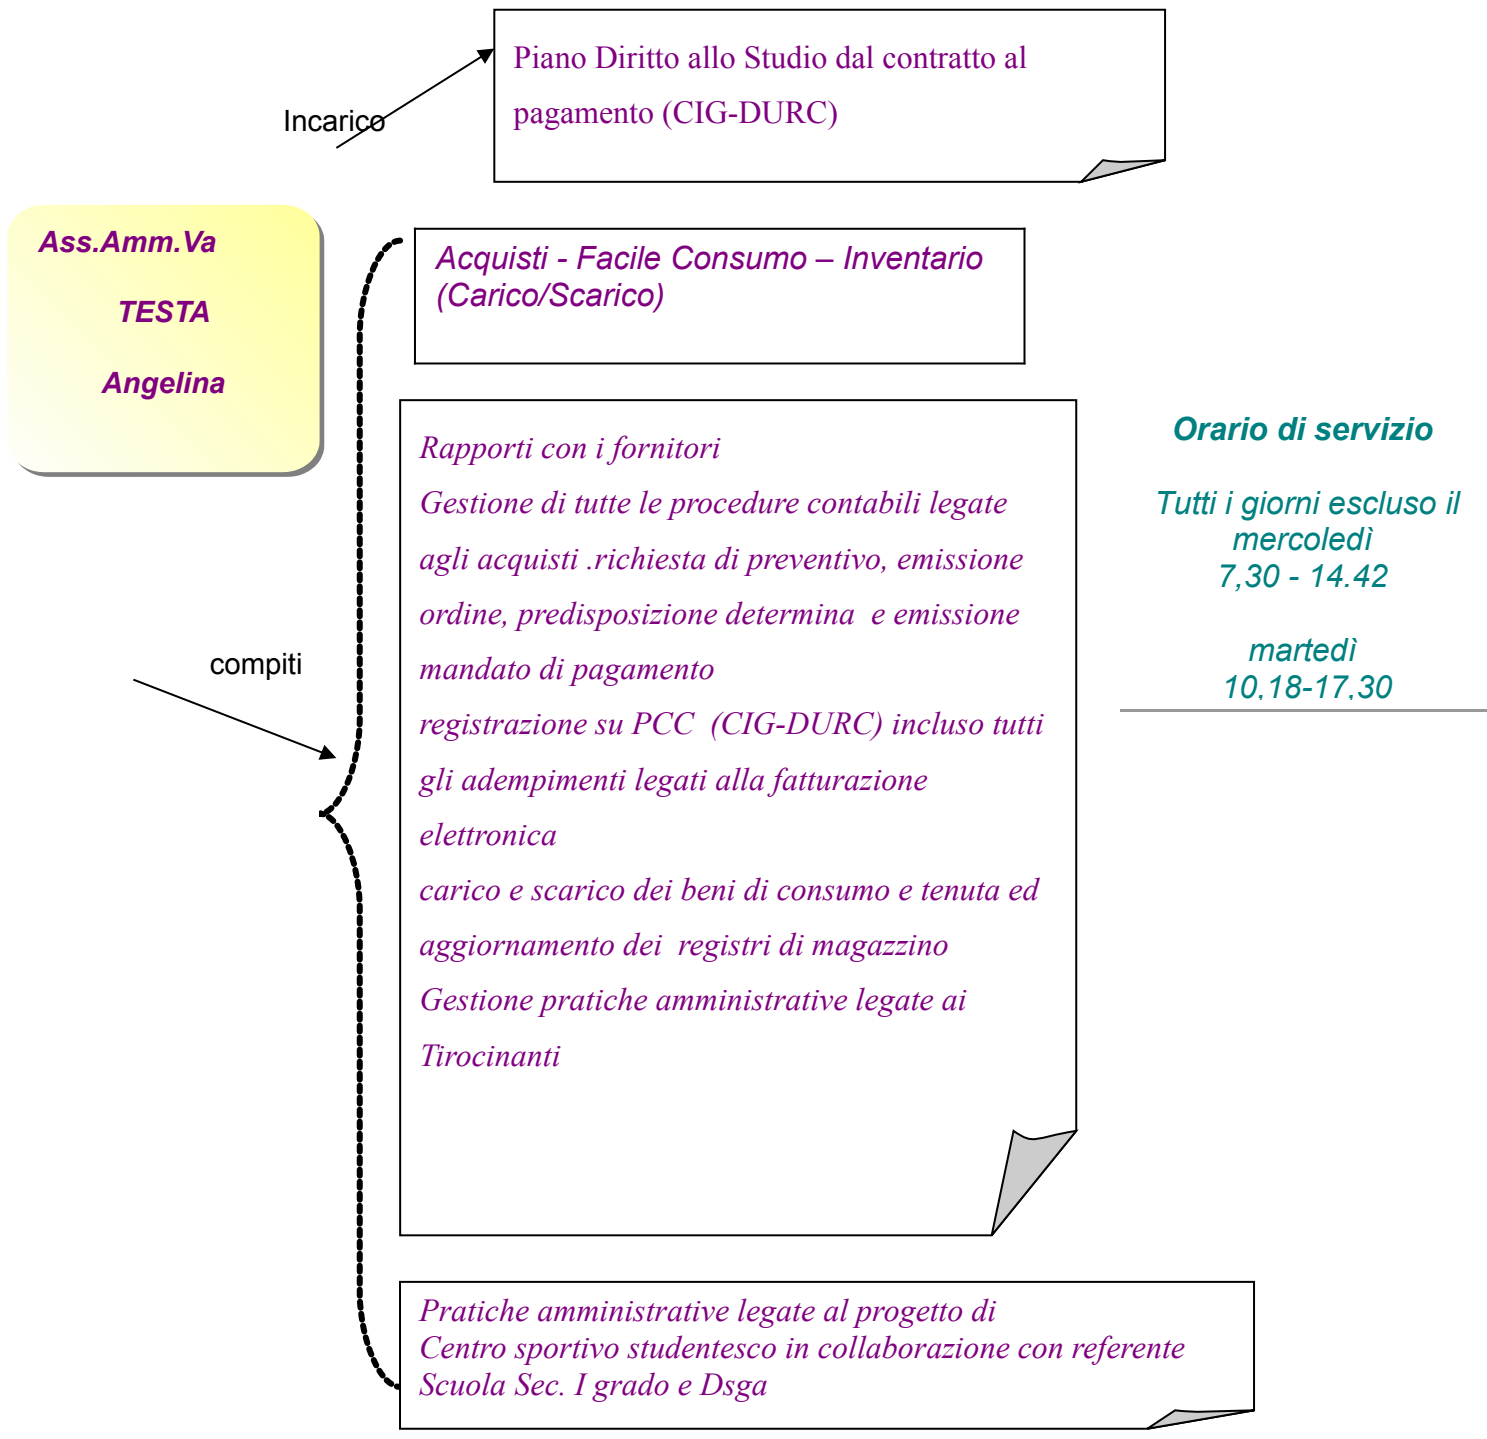 Piano Diritto allo Studio dal contratto al
pagamento (CIG-DURC)
Incarico
Ass.Amm.Va
TESTA
Angelina
Acquisti - Facile Consumo – Inventario
(Carico/Scarico)
Rapporti con i fornitori
Gestione di tutte le procedure contabili legate
agli acquisti .richiesta di preventivo, emissione
ordine, predisposizione determina  e emissione
mandato di pagamento
registrazione su PCC  (CIG-DURC) incluso tutti
gli adempimenti legati alla fatturazione
elettronica
carico e scarico dei beni di consumo e tenuta ed
aggiornamento dei  registri di magazzino
Gestione pratiche amministrative legate ai
Tirocinanti
Orario di servizio
Tutti i giorni escluso il
mercoledì
7,30 - 14.42
martedì
10,18-17,30
compiti
Pratiche amministrative legate al progetto di
Centro sportivo studentesco in collaborazione con referente
Scuola Sec. I grado e Dsga